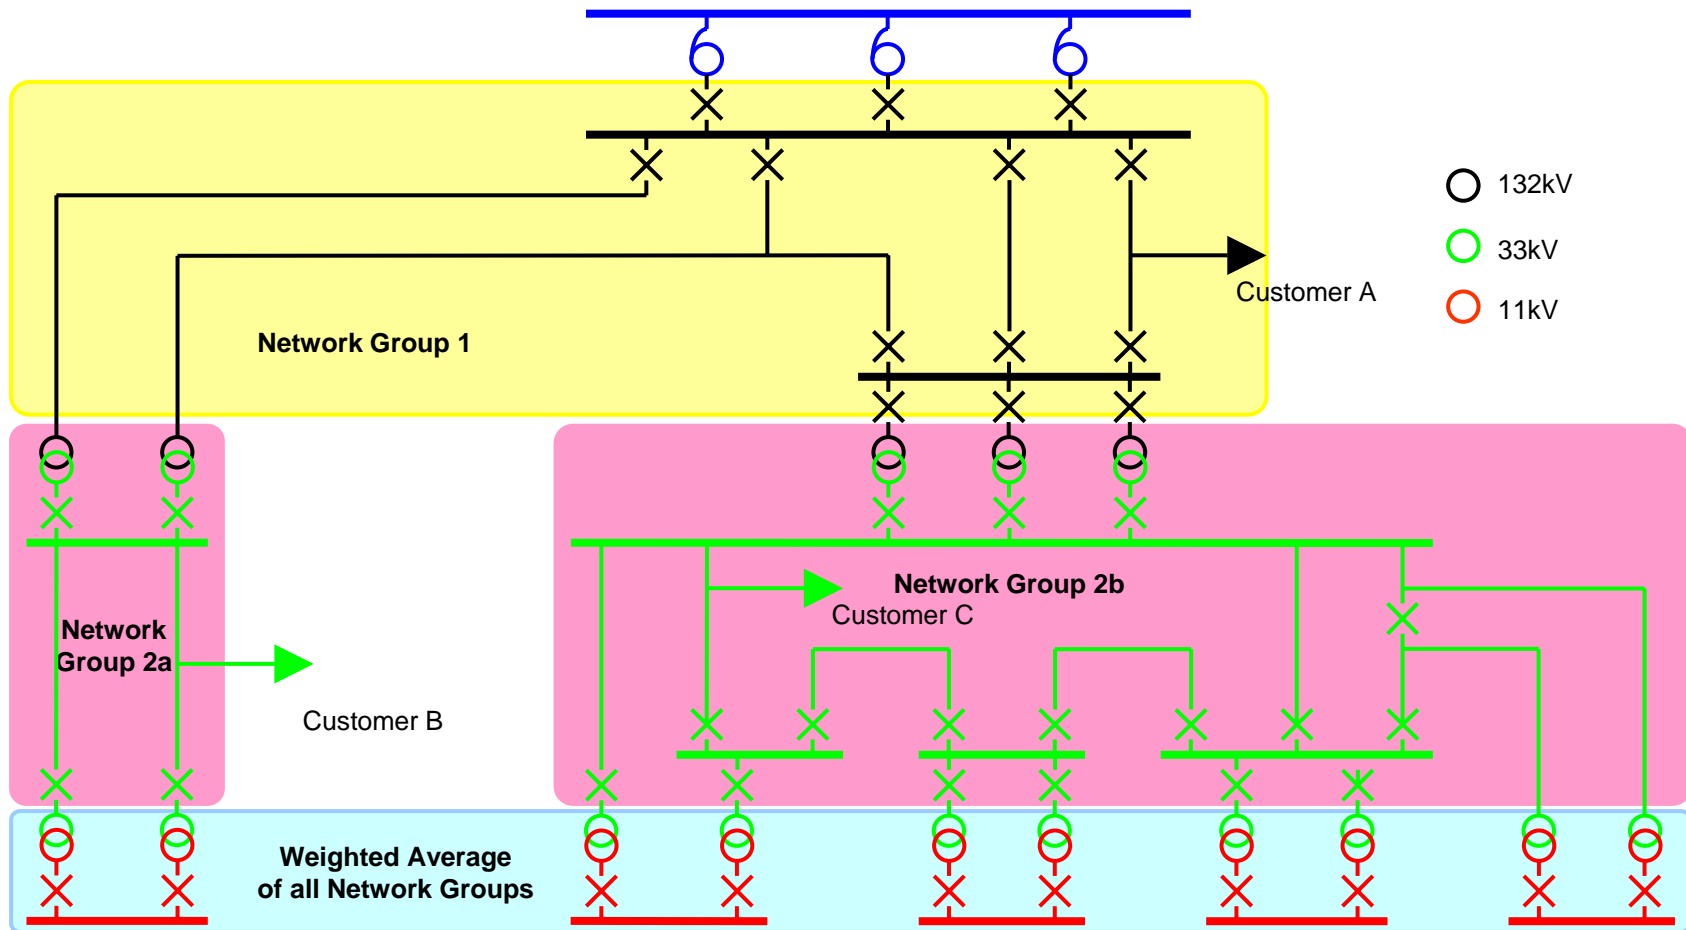 132kV
33kV
11kV
Customer A
Network Group 1
Network Group 2b
Customer C
Network
Group 2a
Customer B
Weighted Average
of all Network Groups